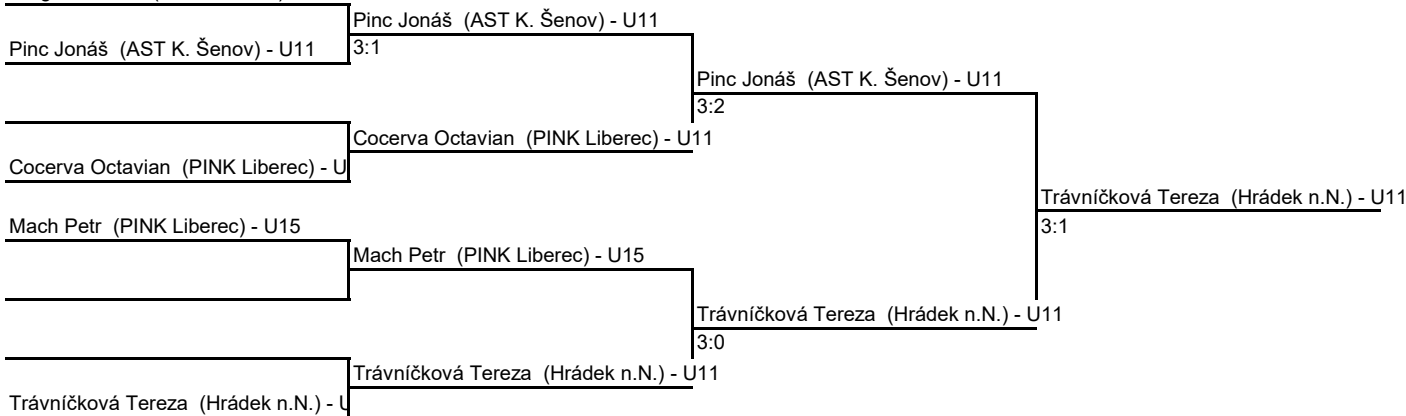 Pinc Jonáš (AST K. Šenov) - U11
Pinc Jonáš (AST K. Šenov) - U11
3:1
Pinc Jonáš (AST K. Šenov) - U11
3:2
Cocerva Octavian (PINK Liberec) - U11
Cocerva Octavian (PINK Liberec) - U
Trávníčková Tereza (Hrádek n.N.) - U11
3:1
Mach Petr (PINK Liberec) - U15
Mach Petr (PINK Liberec) - U15
Trávníčková Tereza (Hrádek n.N.) - U11
3:0
Trávníčková Tereza (Hrádek n.N.) - U11
Trávníčková Tereza (Hrádek n.N.) -